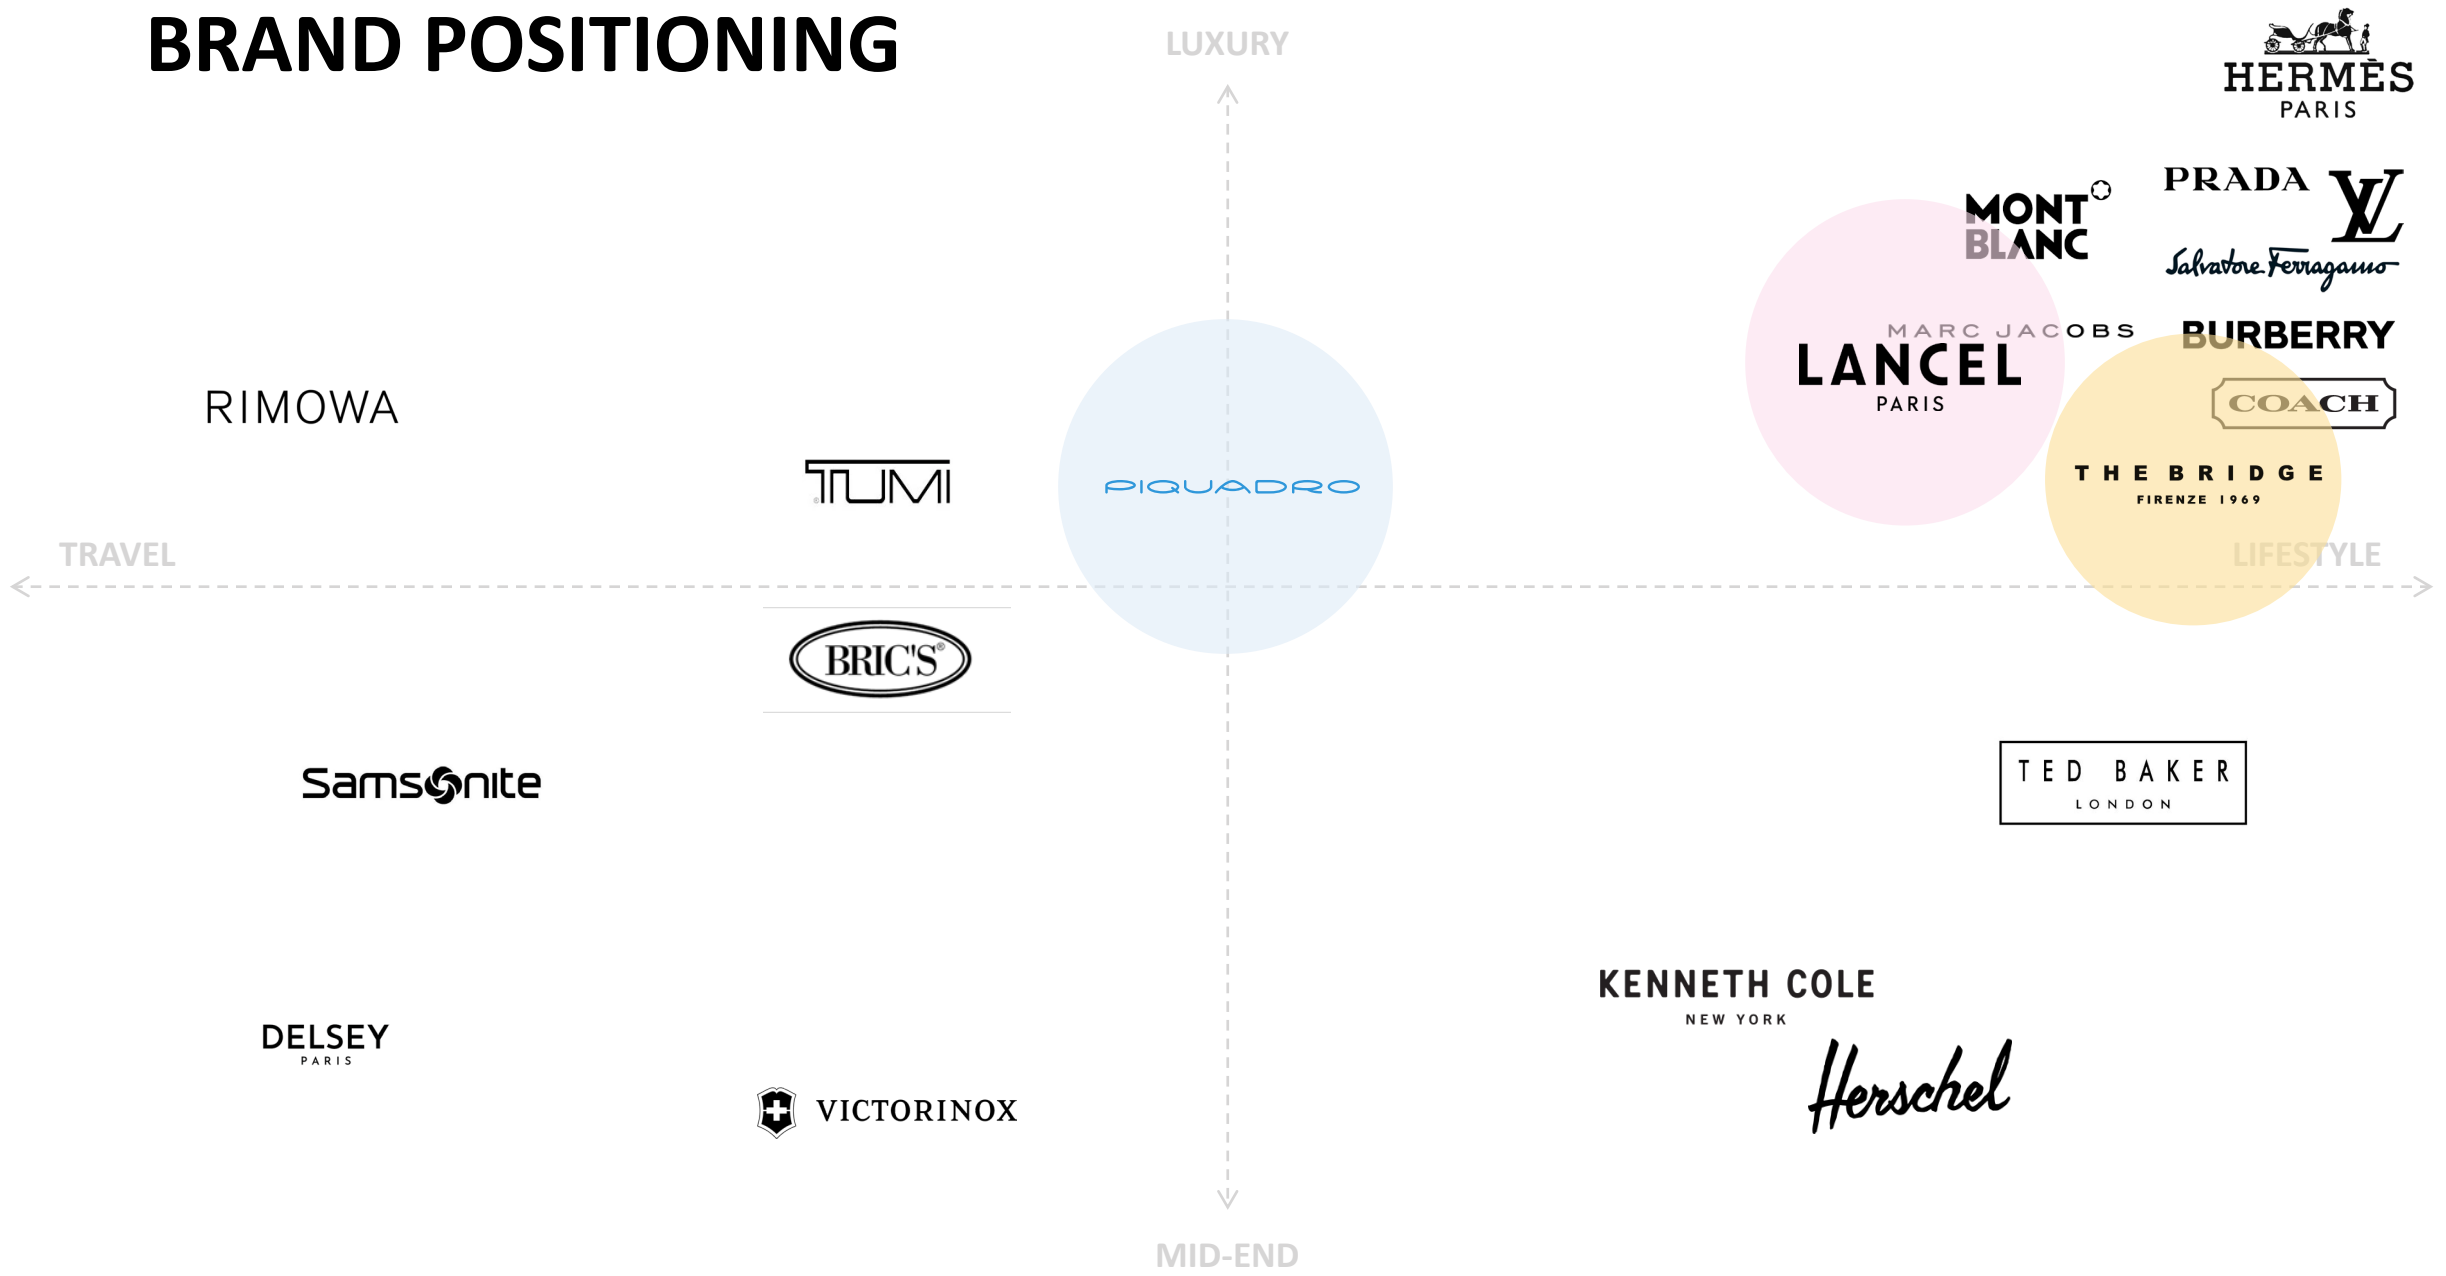 BRAND POSITIONING
LUXURY
HERMÈS
PARIS
PRADA
LV
MONT
BLANC
Salvatore Ferragamo
MARC JACOBS
BURBERRY
LANCEL
PARIS
COACH
RIMOWA
TUMI
®
PIQUADRO
THE BRIDGE
FIRENZE 1969
TRAVEL
LIFESTYLE
BRIC'S®
Samsonite
TED BAKER
LONDON
KENNETH COLE
NEW YORK
DELSEY
PARIS
Herschel
VICTORINOX
MID-END